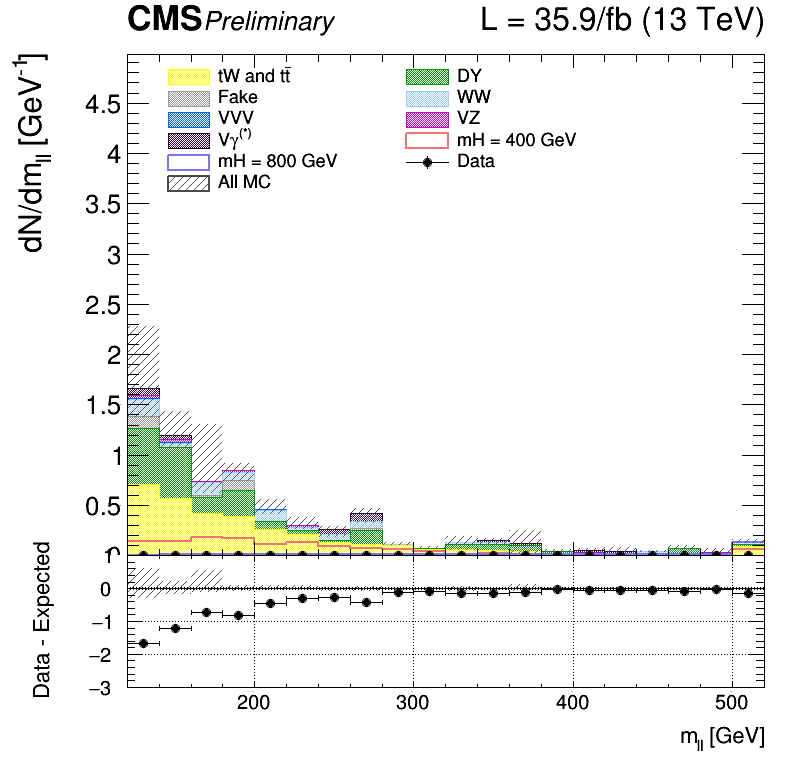 CMS Preliminary L = 35.9/fb (13 TeV)
dN/dm_ll [GeV⁻¹]
tW and tt̄ DY
Fake WW
VVV VZ
Vγ⁽*⁾ mH = 400 GeV
mH = 800 GeV Data
All MC
4.5
4
3.5
3
2.5
2
1.5
1
0.5
Data - Expected
0
−1
−2
−3
200 300 400 500
m_ll [GeV]